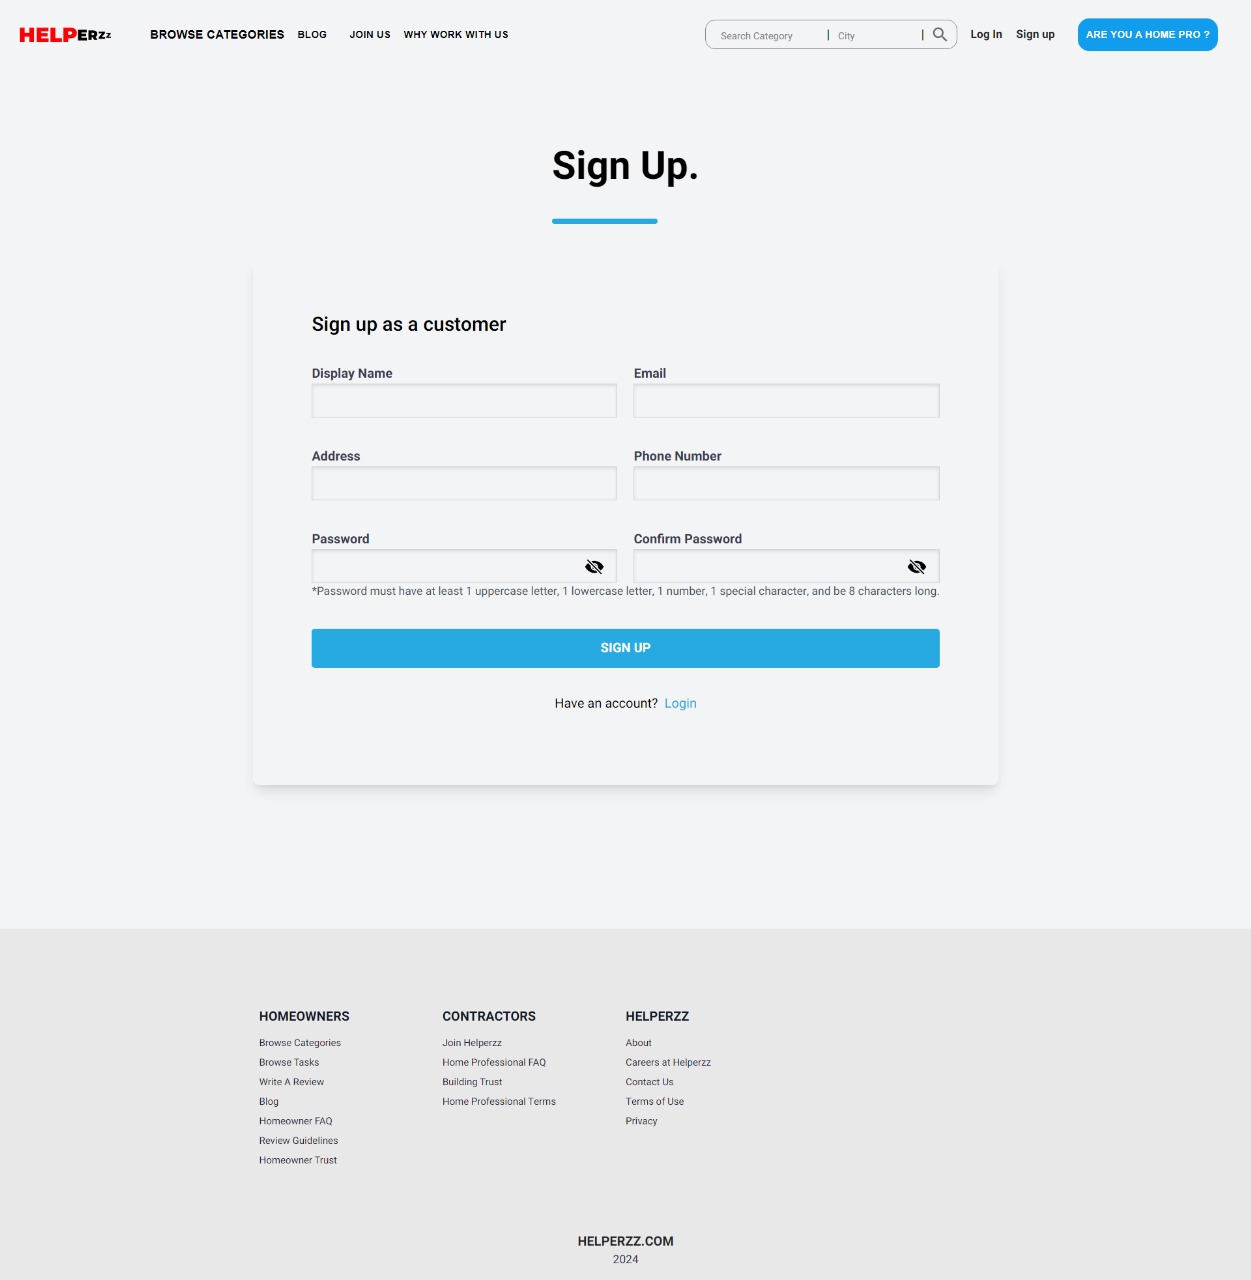 HELPERzz BROWSE CATEGORIES BLOG JOIN US WHY WORK WITH US Search Category | City | Log In Sign up ARE YOU A HOME PRO ?
Sign Up.
Sign up as a customer
Display Name Email
Address Phone Number
Password Confirm Password
*Password must have at least 1 uppercase letter, 1 lowercase letter, 1 number, 1 special character, and be 8 characters long.
SIGN UP
Have an account? Login
HOMEOWNERS
Browse Categories
Browse Tasks
Write A Review
Blog
Homeowner FAQ
Review Guidelines
Homeowner Trust
CONTRACTORS
Join Helperzz
Home Professional FAQ
Building Trust
Home Professional Terms
HELPERZZ
About
Careers at Helperzz
Contact Us
Terms of Use
Privacy
HELPERZZ.COM
2024